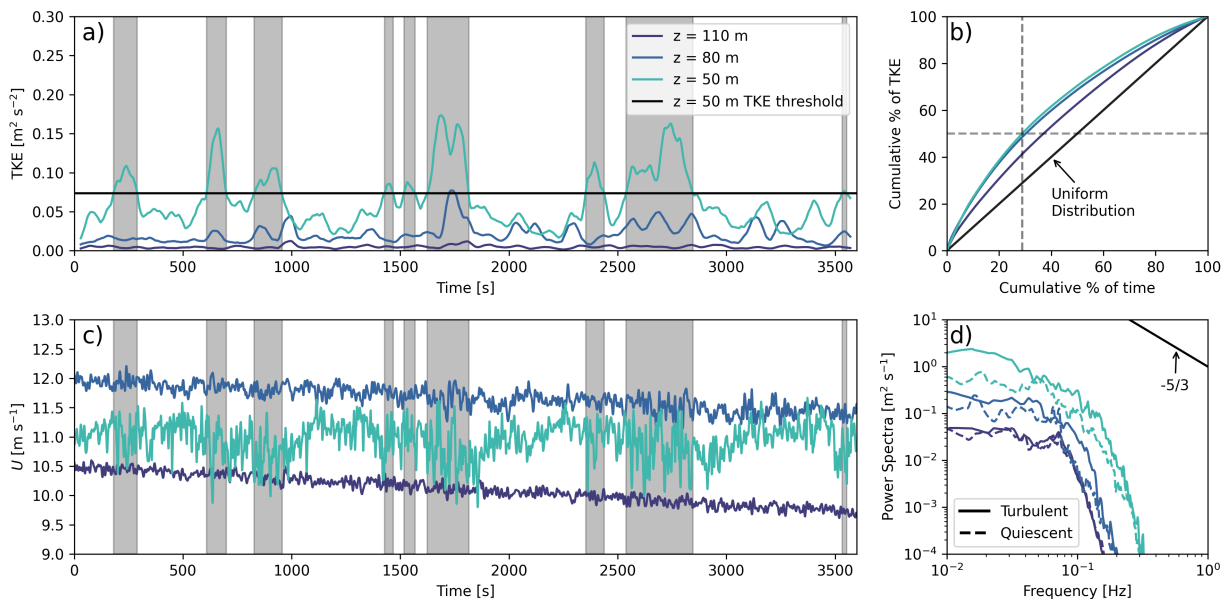 a)
0.30
0.25
0.20
0.15
0.10
0.05
0.00
TKE [m² s⁻²]
z = 110 m
z = 80 m
z = 50 m
z = 50 m TKE threshold
0 500 1000 1500 2000 2500 3000 3500
Time [s]
b)
100
80
60
40
20
0
Cumulative % of TKE
Uniform
Distribution
0 20 40 60 80 100
Cumulative % of time
c)
13.0
12.5
12.0
11.5
11.0
10.5
10.0
9.5
9.0
U [m s⁻¹]
0 500 1000 1500 2000 2500 3000 3500
Time [s]
d)
10¹
10⁰
10⁻¹
10⁻²
10⁻³
10⁻⁴
Power Spectra [m² s⁻¹]
-5/3
Turbulent
Quiescent
10⁻² 10⁻¹ 10⁰
Frequency [Hz]